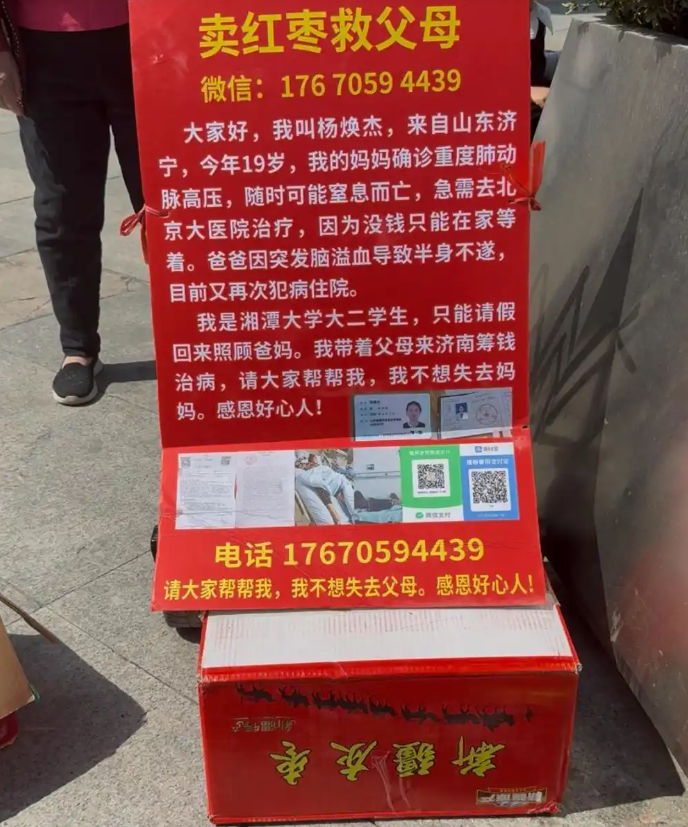 卖红枣救父母
微信：176 7059 4439
大家好，我叫杨焕杰，来自山东济
宁，今年19岁，我的妈妈确诊重度肺动
脉高压，随时可能窒息而亡，急需去北
京大医院治疗，因为没钱只能在家等
着。爸爸因突发脑溢血导致半身不遂，
目前又再次犯病住院。
我是湘潭大学大二学生，只能请假
回来照顾爸妈。我带着父母来济南筹钱
治病，请大家帮帮我，我不想失去妈
妈。感恩好心人！
支付宝
微信支付
电话 17670594439
请大家帮帮我，我不想失去父母。感恩好心人!
新疆灰枣